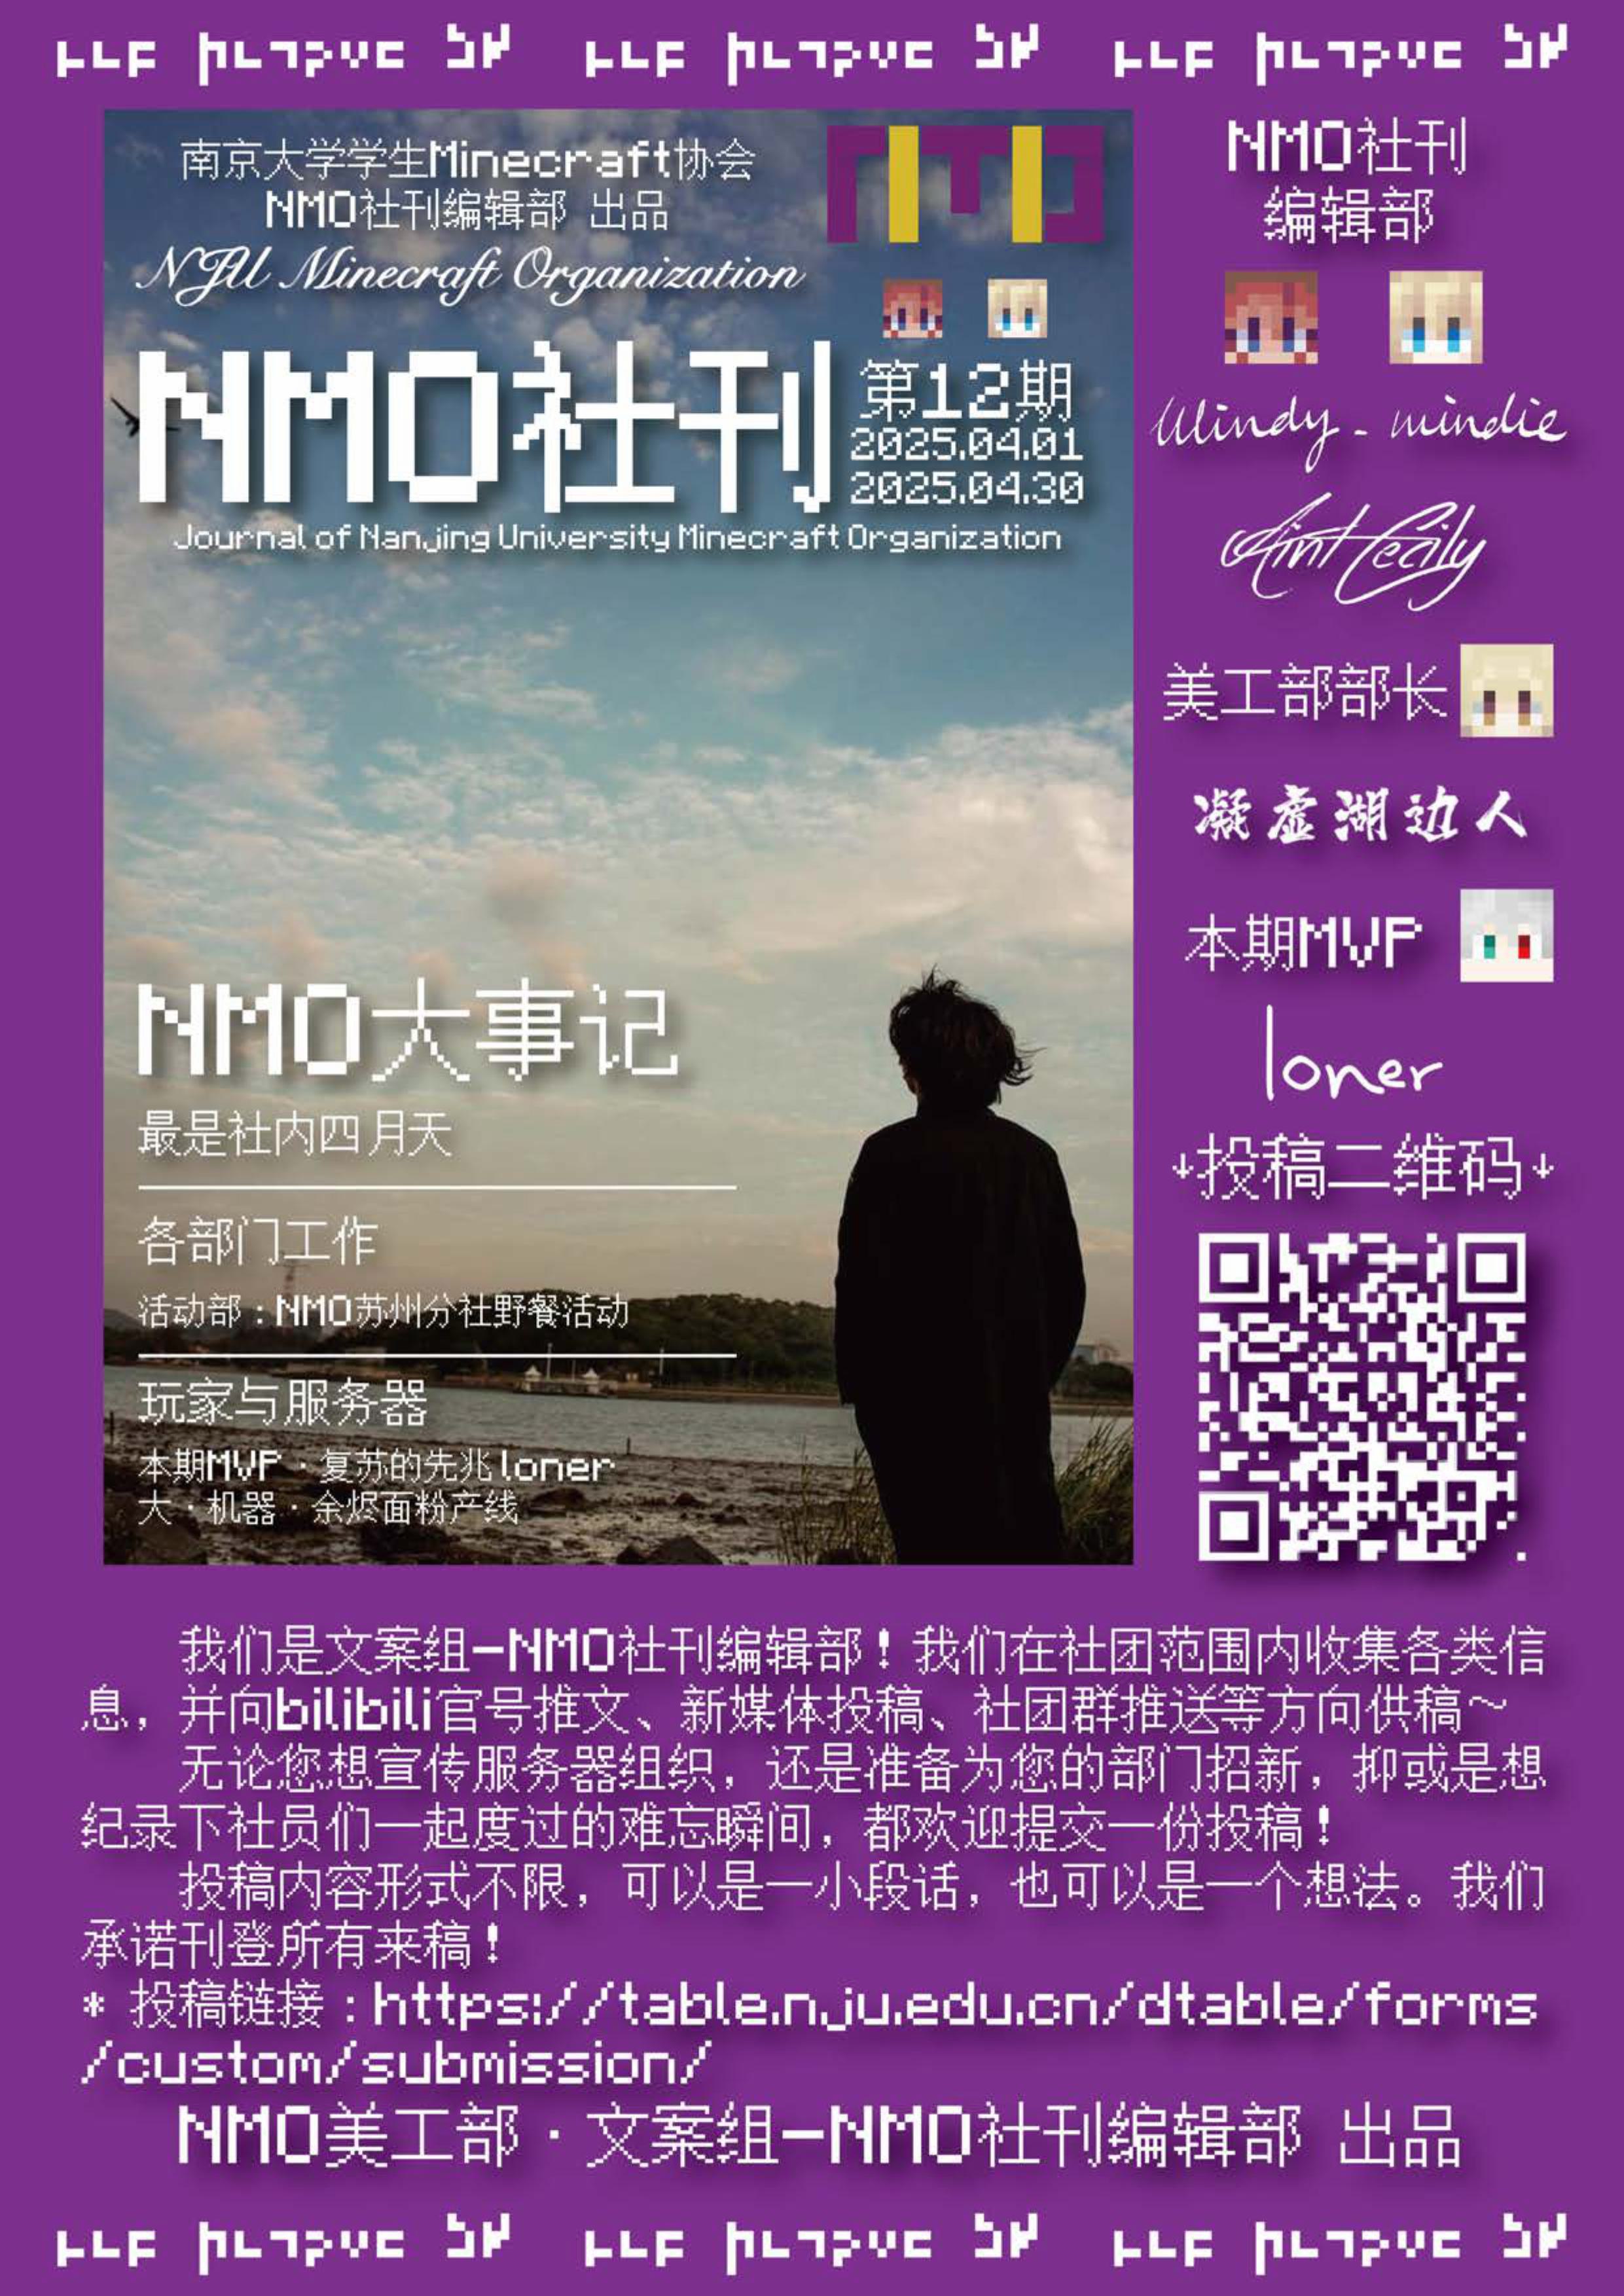 南京大学学生Minecraft协会
NMO社刊编辑部 出品
NJU Minecraft Organization
NMO
NMO社刊
第12期
2025.04.01
2025.04.30
Journal of Nanjing University Minecraft Organization
NMO大事记
最是社内四月天
各部门工作
活动部：NMO苏州分社野餐活动
玩家与服务器
本期MVP·复苏的先兆loner
大·机器·余烬面粉产线
NMO社刊
编辑部
Windy_mindie
美工部部长
凝虚湖边人
本期MVP
loner
↓投稿二维码↓
我们是文案组-NMO社刊编辑部！我们在社团范围内收集各类信
息，并向bilibili官号推文、新媒体投稿、社团群推送等方向供稿～
无论您想宣传服务器组织，还是准备为您的部门招新，抑或是想
纪录下社员们一起度过的难忘瞬间，都欢迎提交一份投稿！
投稿内容形式不限，可以是一小段话，也可以是一个想法。我们
承诺刊登所有来稿！
* 投稿链接：https://table.nju.edu.cn/dtable/forms
/custom/submission/
NMO美工部·文案组-NMO社刊编辑部 出品